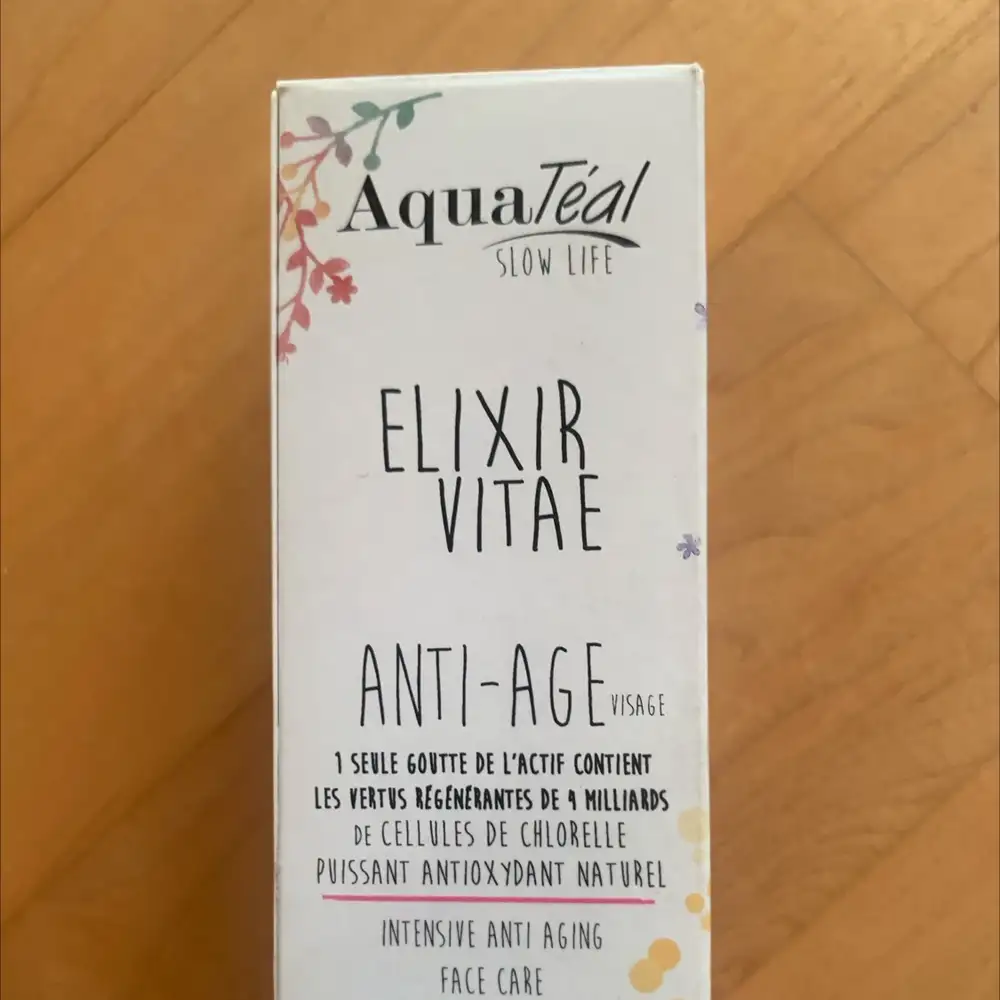 AquaTéal
SLOW LIFE
ELIXIR
VITAE
ANTI-AGE VISAGE
1 SEULE GOUTTE DE L'ACTIF CONTIENT
LES VERTUS RÉGÉNÉRANTES DE 4 MILLIARDS
DE CELLULES DE CHLORELLE
PUISSANT ANTIOXYDANT NATUREL
INTENSIVE ANTI AGING
FACE CARE